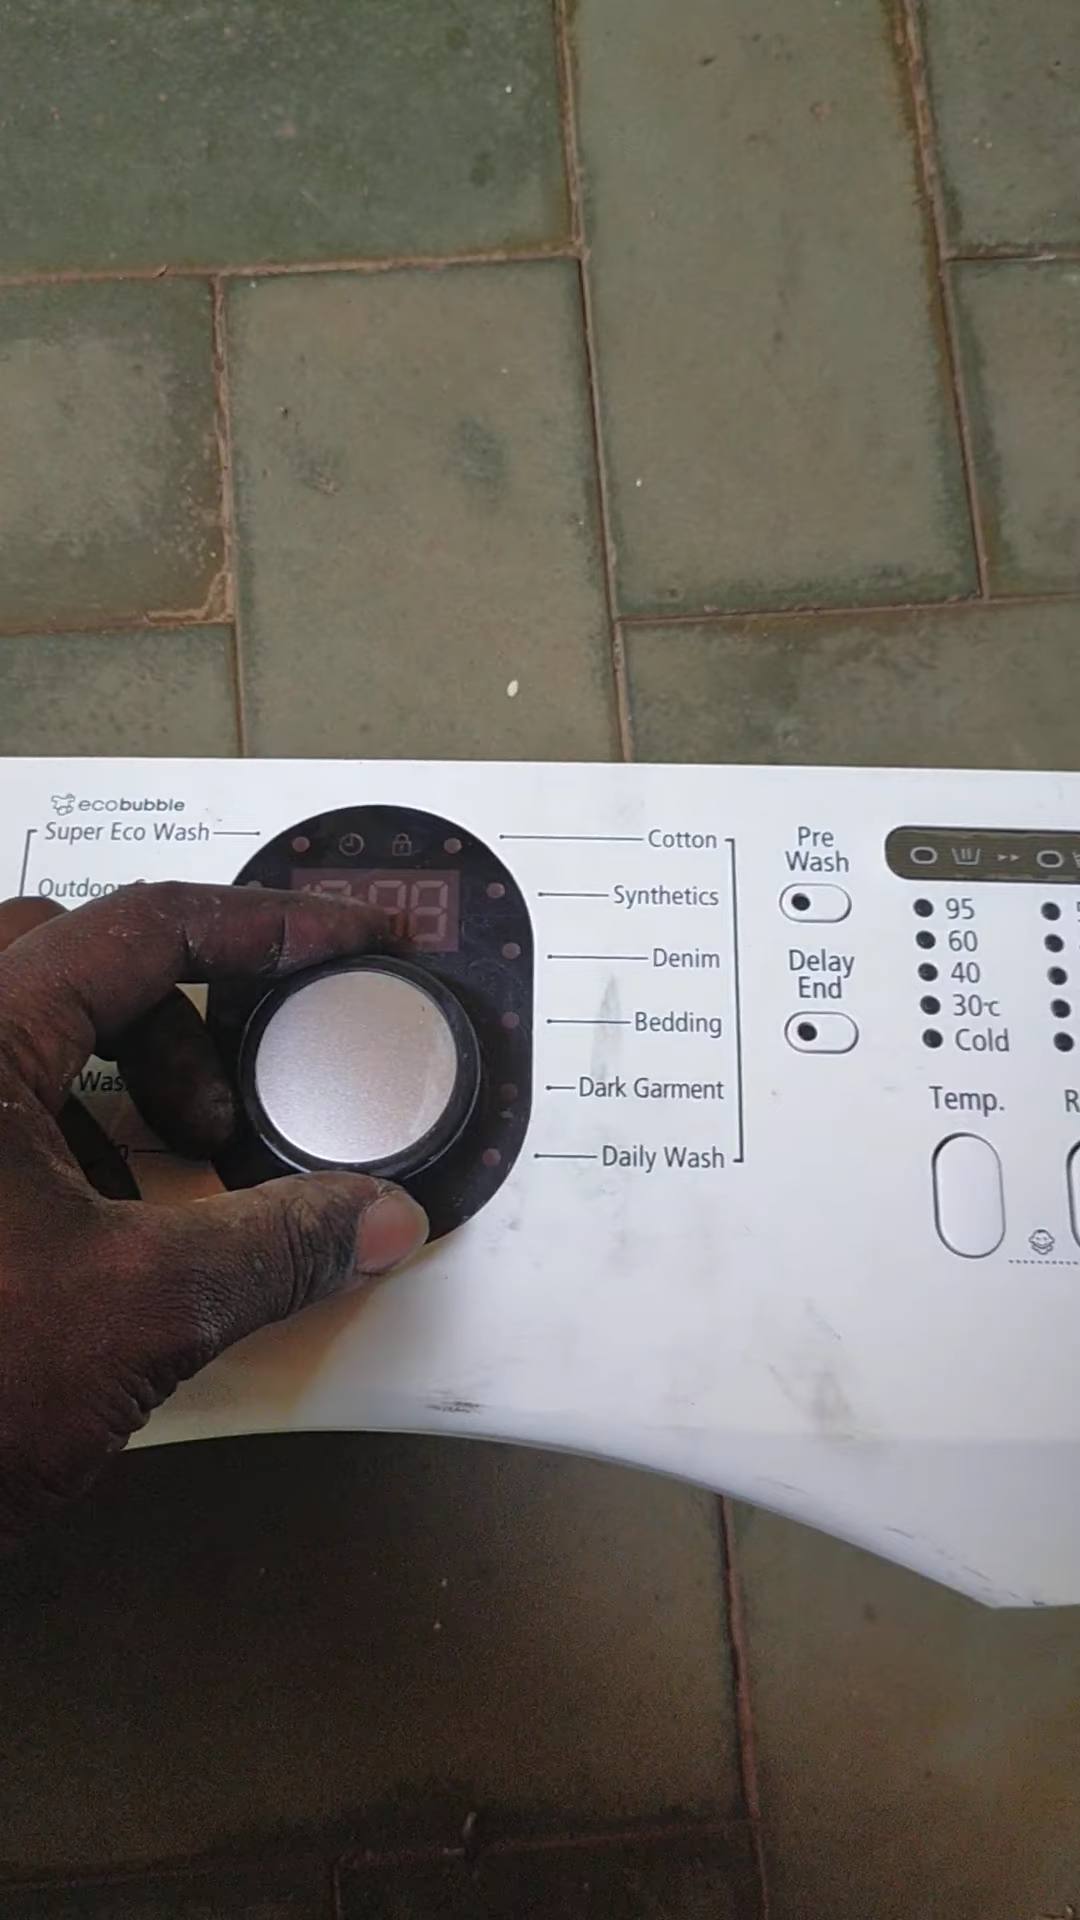 ecobubble
Super Eco Wash
Cotton
Synthetics
Denim
Bedding
Dark Garment
Daily Wash
Pre
Wash
Delay
End
95
60
40
30℃
Cold
Temp.